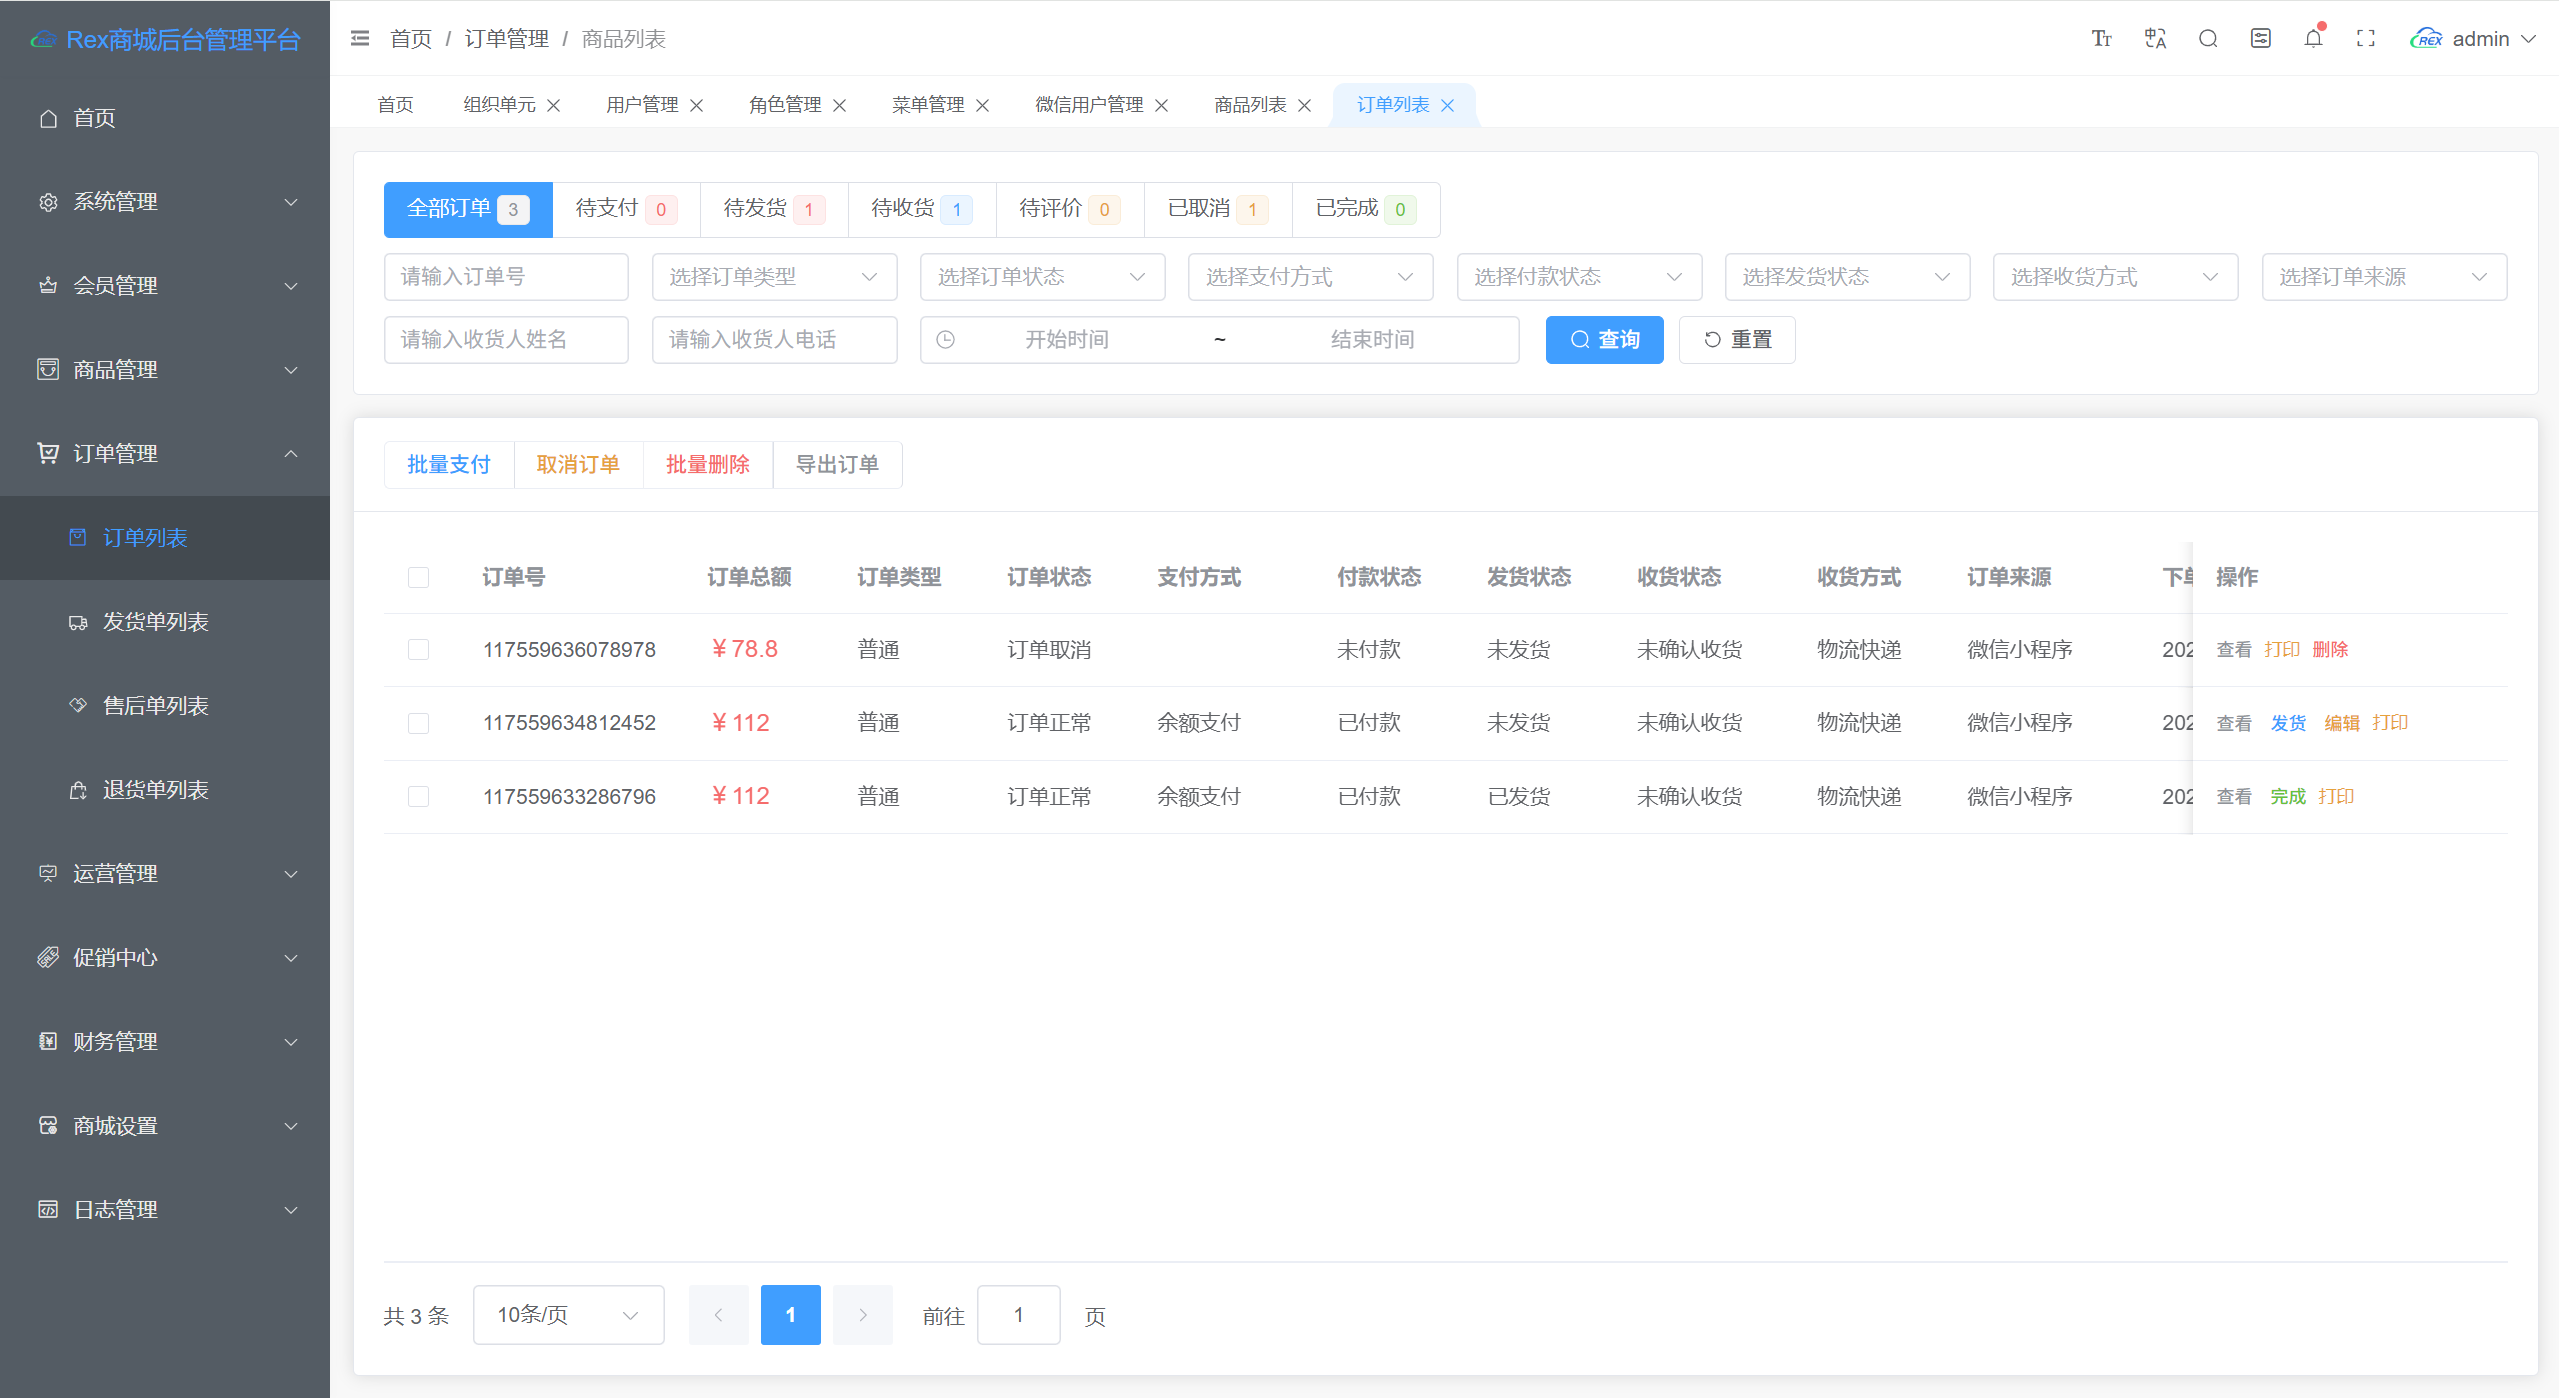 Rex商城后台管理平台
首页
系统管理
会员管理
商品管理
订单管理
订单列表
发货单列表
售后单列表
退货单列表
运营管理
促销中心
财务管理
商城设置
日志管理
首页 / 订单管理 / 商品列表
REX admin
首页 组织单元 用户管理 角色管理 菜单管理 微信用户管理 商品列表 订单列表
全部订单 3 待支付 0 待发货 1 待收货 1 待评价 0 已取消 1 已完成 0
请输入订单号 选择订单类型 选择订单状态 选择支付方式 选择付款状态 选择发货状态 选择收货方式 选择订单来源
请输入收货人姓名 请输入收货人电话 开始时间 ~ 结束时间 查询 重置
批量支付 取消订单 批量删除 导出订单
订单号 订单总额 订单类型 订单状态 支付方式 付款状态 发货状态 收货状态 收货方式 订单来源 下单 操作
117559636078978 ￥78.8 普通 订单取消 未付款 未发货 未确认收货 物流快递 微信小程序 202 查看 打印 删除
117559634812452 ￥112 普通 订单正常 余额支付 已付款 未发货 未确认收货 物流快递 微信小程序 202 查看 发货 编辑 打印
117559633286796 ￥112 普通 订单正常 余额支付 已付款 已发货 未确认收货 物流快递 微信小程序 202 查看 完成 打印
共 3 条 10条/页 1 前往 1 页